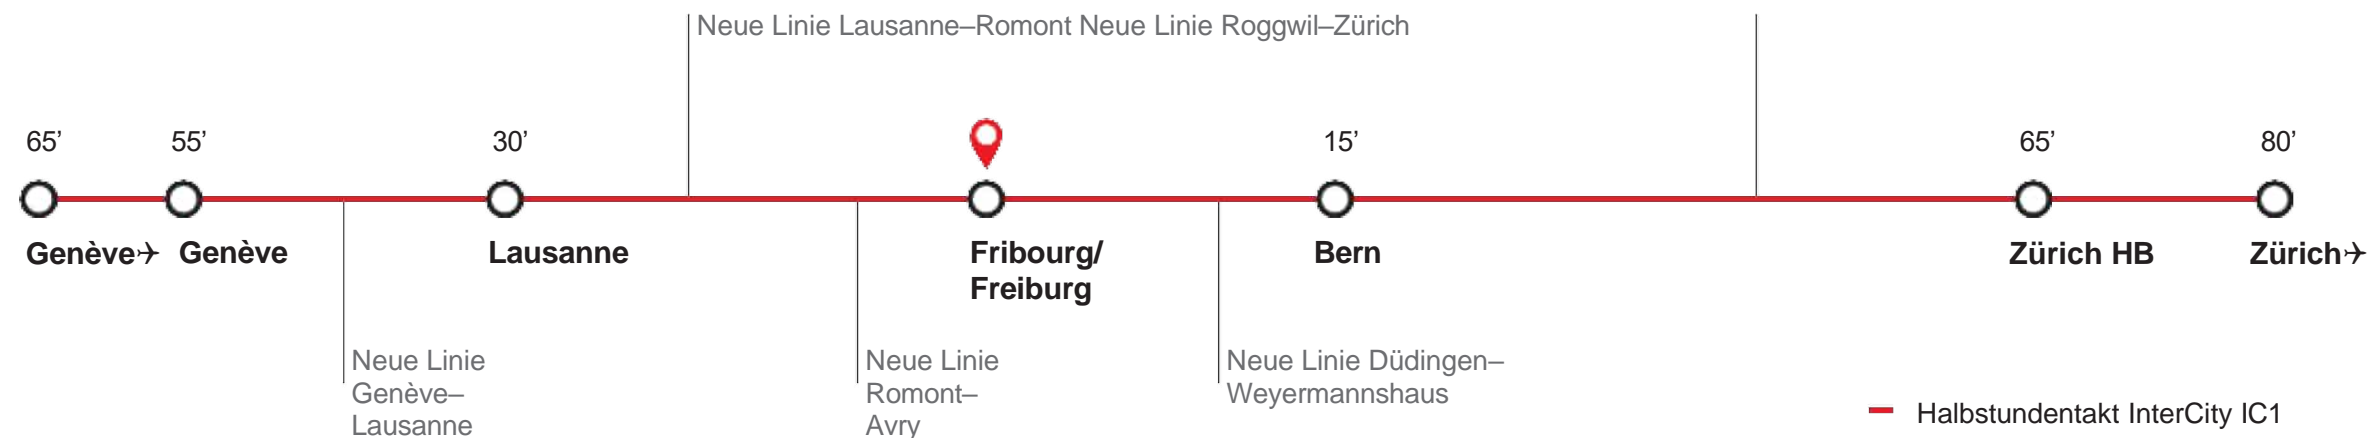 Neue Linie Lausanne–Romont Neue Linie Roggwil–Zürich
65’ 55’ 30’ 15’ 65’ 80’
Genève✈ Genève Lausanne Fribourg/ Bern Zürich HB Zürich✈
Freiburg
Neue Linie Neue Linie Neue Linie Düdingen–
Genève– Romont– Weyermannshaus
Lausanne Avry
Halbstundentakt InterCity IC1